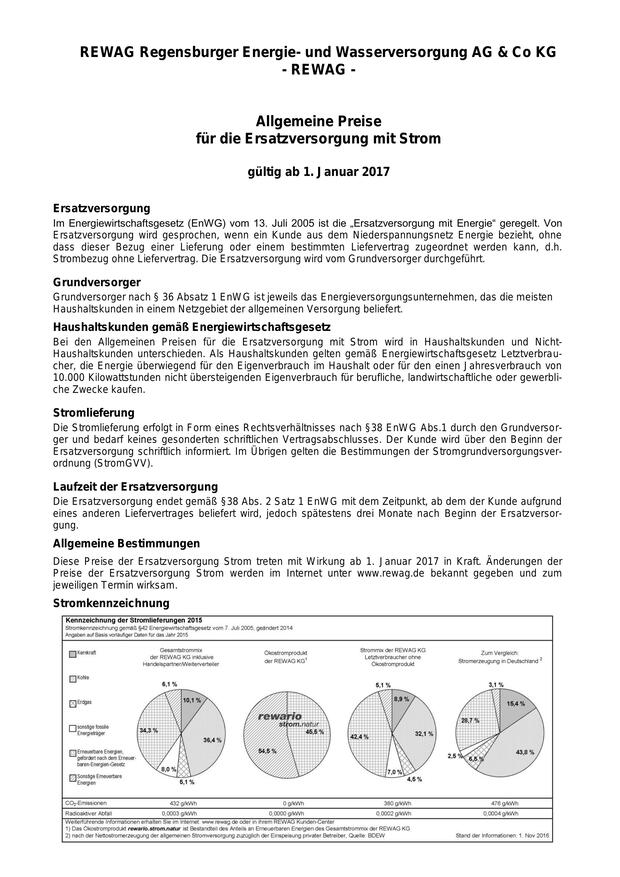 REWAG Regensburger Energie- und Wasserversorgung AG & Co KG
- REWAG -
Allgemeine Preise
für die Ersatzversorgung mit Strom
gültig ab 1. Januar 2017
Ersatzversorgung
Im Energiewirtschaftsgesetz (EnWG) vom 13. Juli 2005 ist die „Ersatzversorgung mit Energie“ geregelt. Von
Ersatzversorgung wird gesprochen, wenn ein Kunde aus dem Niederspannungsnetz Energie bezieht, ohne
dass dieser Bezug einer Lieferung oder einem bestimmten Liefervertrag zugeordnet werden kann, d.h.
Strombezug ohne Liefervertrag. Die Ersatzversorgung wird vom Grundversorger durchgeführt.
Grundversorger
Grundversorger nach § 36 Absatz 1 EnWG ist jeweils das Energieversorgungsunternehmen, das die meisten
Haushaltskunden in einem Netzgebiet der allgemeinen Versorgung beliefert.
Haushaltskunden gemäß Energiewirtschaftsgesetz
Bei den Allgemeinen Preisen für die Ersatzversorgung mit Strom wird in Haushaltskunden und Nicht-
Haushaltskunden unterschieden. Als Haushaltskunden gelten gemäß Energiewirtschaftsgesetz Letztverbrau-
cher, die Energie überwiegend für den Eigenverbrauch im Haushalt oder für den einen Jahresverbrauch von
10.000 Kilowattstunden nicht übersteigenden Eigenverbrauch für berufliche, landwirtschaftliche oder gewerbli-
che Zwecke kaufen.
Stromlieferung
Die Stromlieferung erfolgt in Form eines Rechtsverhältnisses nach §38 EnWG Abs.1 durch den Grundversor-
ger und bedarf keines gesonderten schriftlichen Vertragsabschlusses. Der Kunde wird über den Beginn der
Ersatzversorgung schriftlich informiert. Im Übrigen gelten die Bestimmungen der Stromgrundversorgungsver-
ordnung (StromGVV).
Laufzeit der Ersatzversorgung
Die Ersatzversorgung endet gemäß §38 Abs. 2 Satz 1 EnWG mit dem Zeitpunkt, ab dem der Kunde aufgrund
eines anderen Liefervertrages beliefert wird, jedoch spätestens drei Monate nach Beginn der Ersatzversor-
gung.
Allgemeine Bestimmungen
Diese Preise der Ersatzversorgung Strom treten mit Wirkung ab 1. Januar 2017 in Kraft. Änderungen der
Preise der Ersatzversorgung Strom werden im Internet unter www.rewag.de bekannt gegeben und zum
jeweiligen Termin wirksam.
Stromkennzeichnung
Kennzeichnung der Stromlieferungen 2015
Stromkennzeichnung gemäß §42 Energiewirtschaftsgesetz vom 7. Juli 2005, geändert 2014
Angaben auf Basis vorläufiger Daten für das Jahr 2015
Kernkraft
Kohle
Erdgas
sonstige fossile
Energieträger
Erneuerbare Energien,
gefördert nach dem Erneuer-
baren-Energien-Gesetz
Sonstige Erneuerbare
Energien
Gesamtstrommix
der REWAG KG inklusive
Handelspartner/Weiterverteiler
6,1 %
10,1 %
34,3 %
36,4 %
8,0 %
5,1 %
Ökostromprodukt
der REWAG KG1
rewario
strom.natur
45,5 %
54,5 %
Strommix der REWAG KG
Letztverbraucher ohne
Ökostromprodukt
5,1 %
8,9 %
42,4 %
32,1 %
7,0 %
4,5 %
Zum Vergleich:
Stromerzeugung in Deutschland 2
3,1 %
15,4 %
28,7 %
43,8 %
2,5 %
6,5 %
CO2-Emissionen 432 g/kWh 0 g/kWh 380 g/kWh 476 g/kWh
Radioaktiver Abfall 0,0003 g/kWh 0,0000 g/kWh 0,0002 g/kWh 0,0004 g/kWh
Weiterführende Informationen erhalten Sie im Internet: www.rewag.de oder in ihrem REWAG Kunden-Center
1) Das Ökostromprodukt rewario.strom.natur ist Bestandteil des Anteils an Erneuerbaren Energien des Gesamtstrommix der REWAG KG
2) nach der Nettostromerzeugung der allgemeinen Stromversorgung zuzüglich der Einspeisung privater Betreiber, Quelle: BDEW
Stand der Informationen: 1. Nov 2016